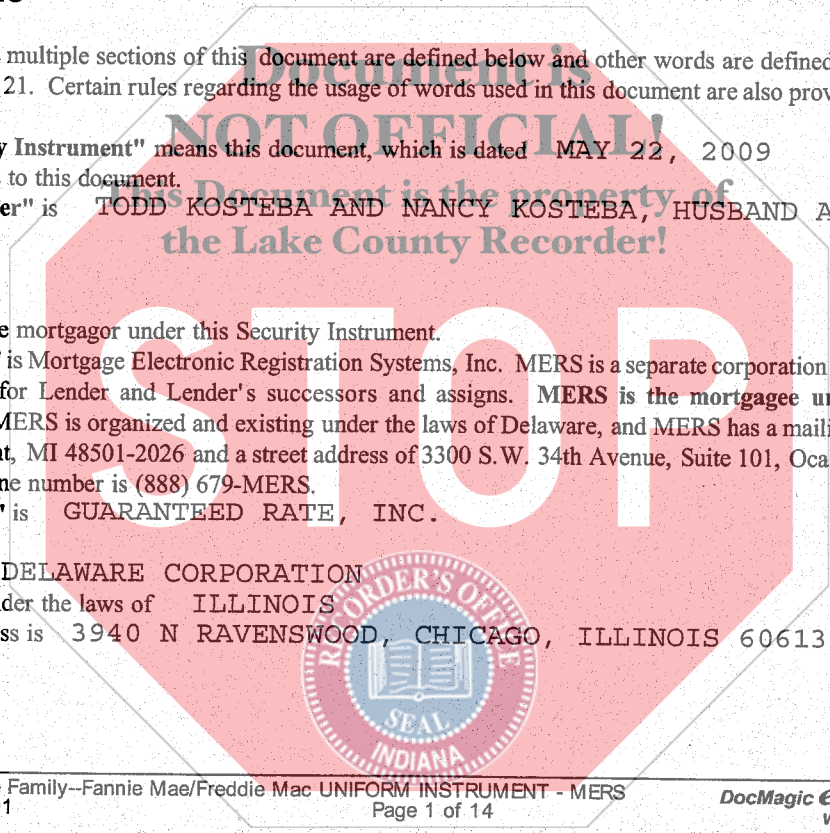 multiple sections of this document are defined below and other words are defined
21. Certain rules regarding the usage of words used in this document are also prov
Document is
NOT OFFICIAL!
y Instrument" means this document, which is dated MAY 22, 2009
to this document.
This Document is the property of
er" is TODD KOSTEBA AND NANCY KOSTEBA, HUSBAND A
the Lake County Recorder!
STOP
e mortgagor under this Security Instrument.
is Mortgage Electronic Registration Systems, Inc. MERS is a separate corporation
for Lender and Lender's successors and assigns. MERS is the mortgagee u
MERS is organized and existing under the laws of Delaware, and MERS has a maili
t, MI 48501-2026 and a street address of 3300 S.W. 34th Avenue, Suite 101, Oca
ne number is (888) 679-MERS.
" is GUARANTEED RATE, INC.
DELAWARE CORPORATION
der the laws of ILLINOIS
ss is 3940 N RAVENSWOOD, CHICAGO, ILLINOIS 60613
RECORDER'S OFFICE
SEAL
INDIANA
Family--Fannie Mae/Freddie Mac UNIFORM INSTRUMENT - MERS
Page 1 of 14
DocMagic